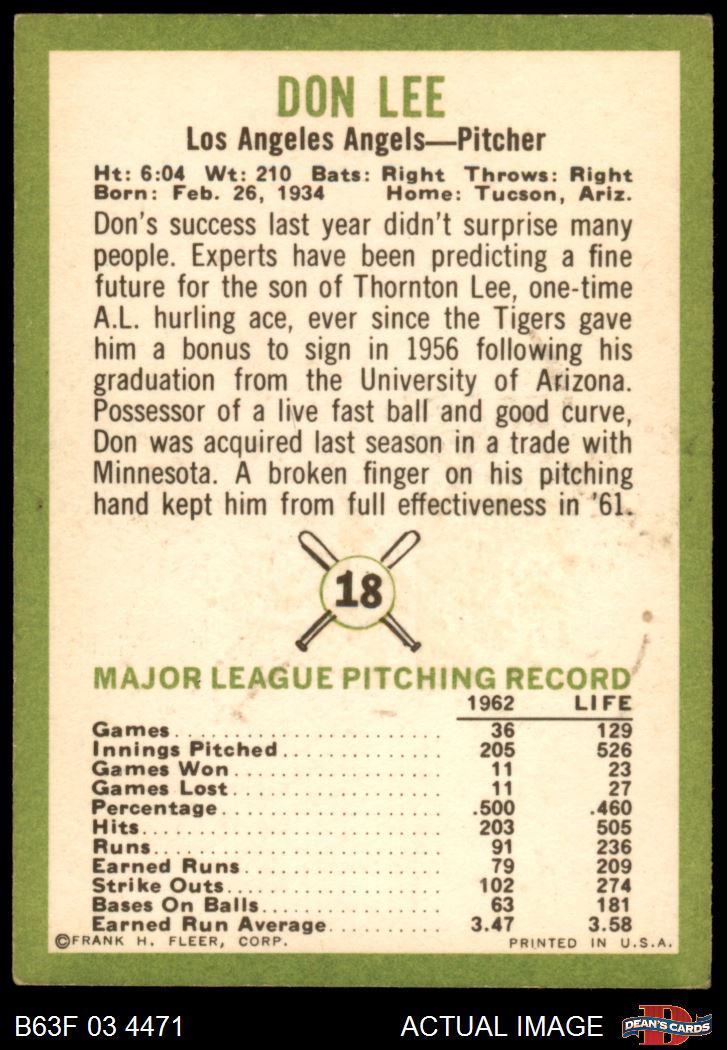 DON LEE
Los Angeles Angels—Pitcher
Ht: 6:04 Wt: 210 Bats: Right Throws: Right
Born: Feb. 26, 1934 Home: Tucson, Ariz.
Don's success last year didn't surprise many
people. Experts have been predicting a fine
future for the son of Thornton Lee, one-time
A.L. hurling ace, ever since the Tigers gave
him a bonus to sign in 1956 following his
graduation from the University of Arizona.
Possessor of a live fast ball and good curve,
Don was acquired last season in a trade with
Minnesota. A broken finger on his pitching
hand kept him from full effectiveness in '61.
18
MAJOR LEAGUE PITCHING RECORD
1962 LIFE
Games 36 129
Innings Pitched 205 526
Games Won 11 23
Games Lost 11 27
Percentage .500 .460
Hits 203 505
Runs 91 236
Earned Runs 79 209
Strike Outs 102 274
Bases On Balls 63 181
Earned Run Average 3.47 3.58
©FRANK H. FLEER, CORP. PRINTED IN U.S.A.
B63F 03 4471 ACTUAL IMAGE D DEAN'S CARDS